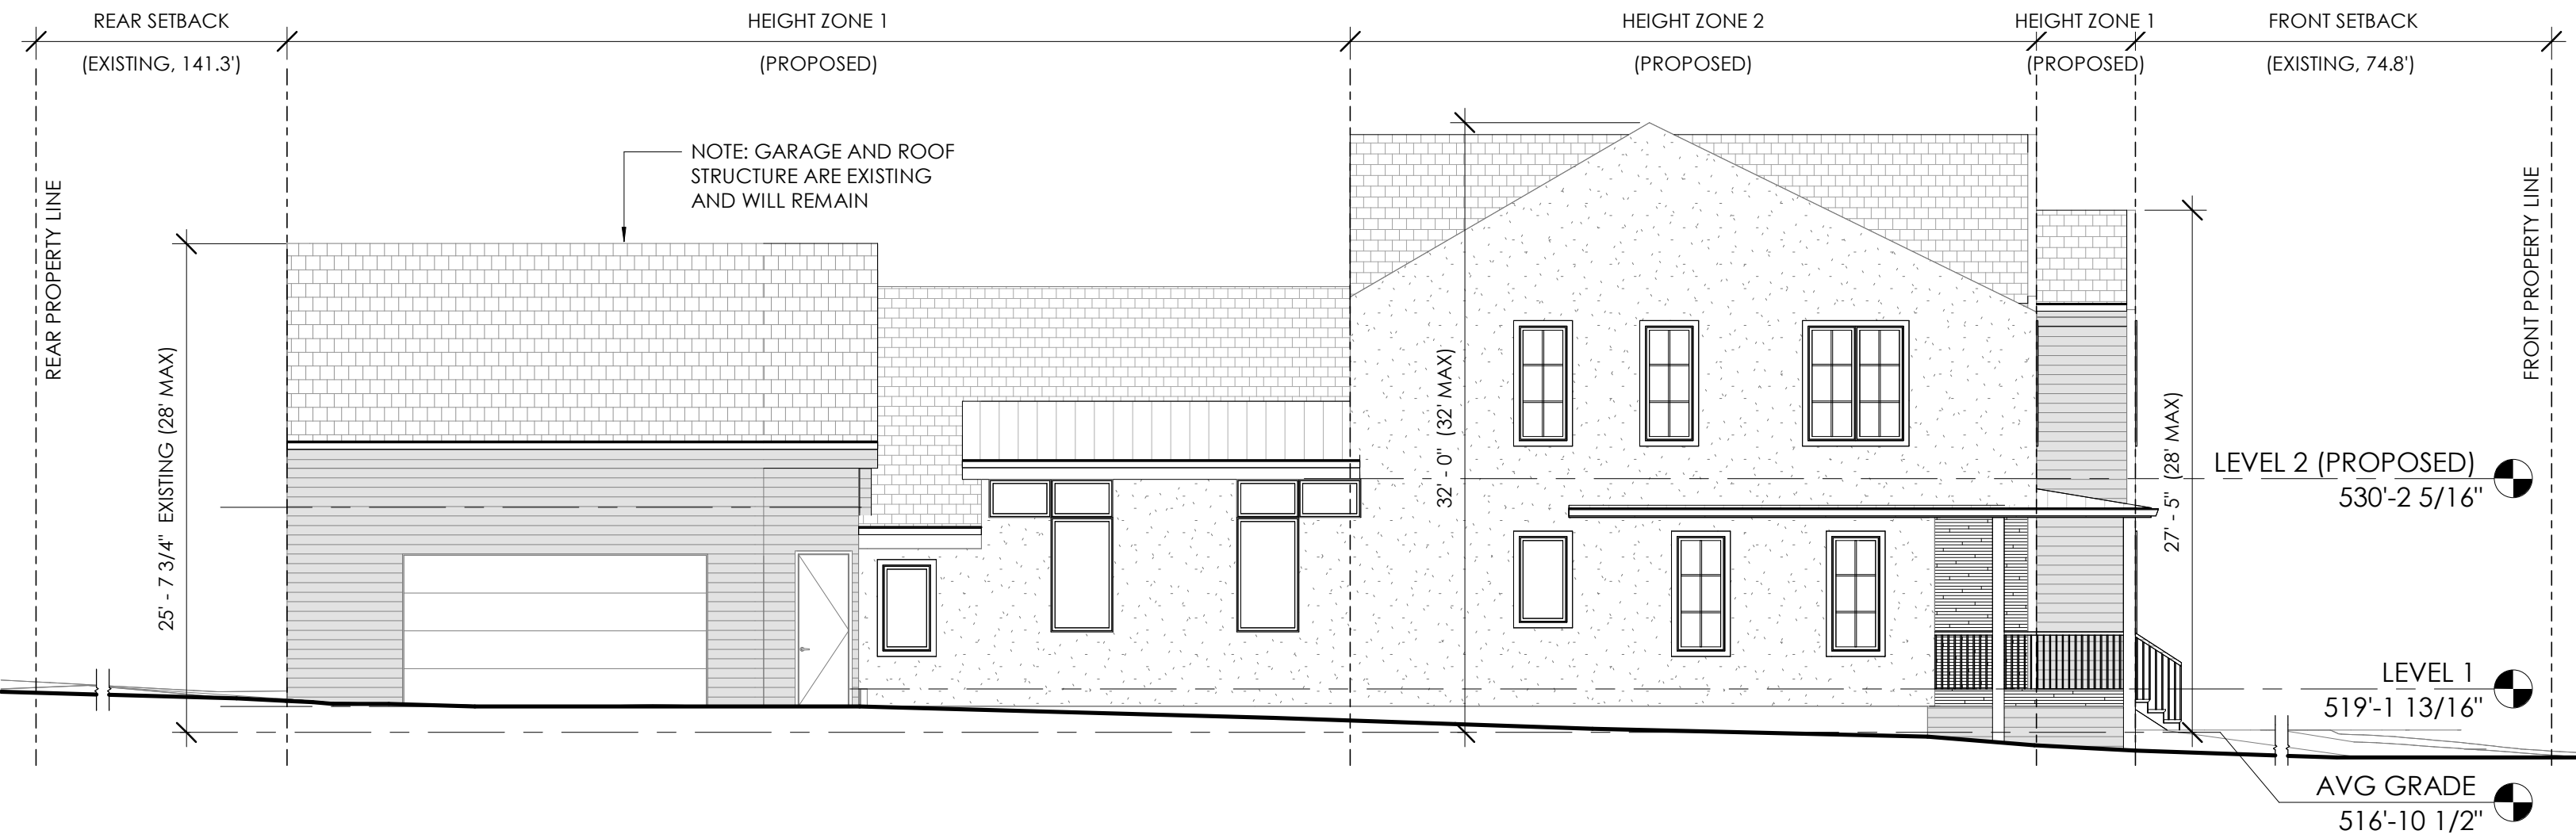 REAR SETBACK
(EXISTING, 141.3')
HEIGHT ZONE 1
(PROPOSED)
HEIGHT ZONE 2
(PROPOSED)
HEIGHT ZONE 1
(PROPOSED)
FRONT SETBACK
(EXISTING, 74.8')
NOTE: GARAGE AND ROOF
STRUCTURE ARE EXISTING
AND WILL REMAIN
REAR PROPERTY LINE
25' - 7 3/4" EXISTING (28' MAX)
32' - 0" (32' MAX)
27' - 5" (28' MAX)
FRONT PROPERTY LINE
LEVEL 2 (PROPOSED)
530'-2 5/16"
LEVEL 1
519'-1 13/16"
AVG GRADE
516'-10 1/2"